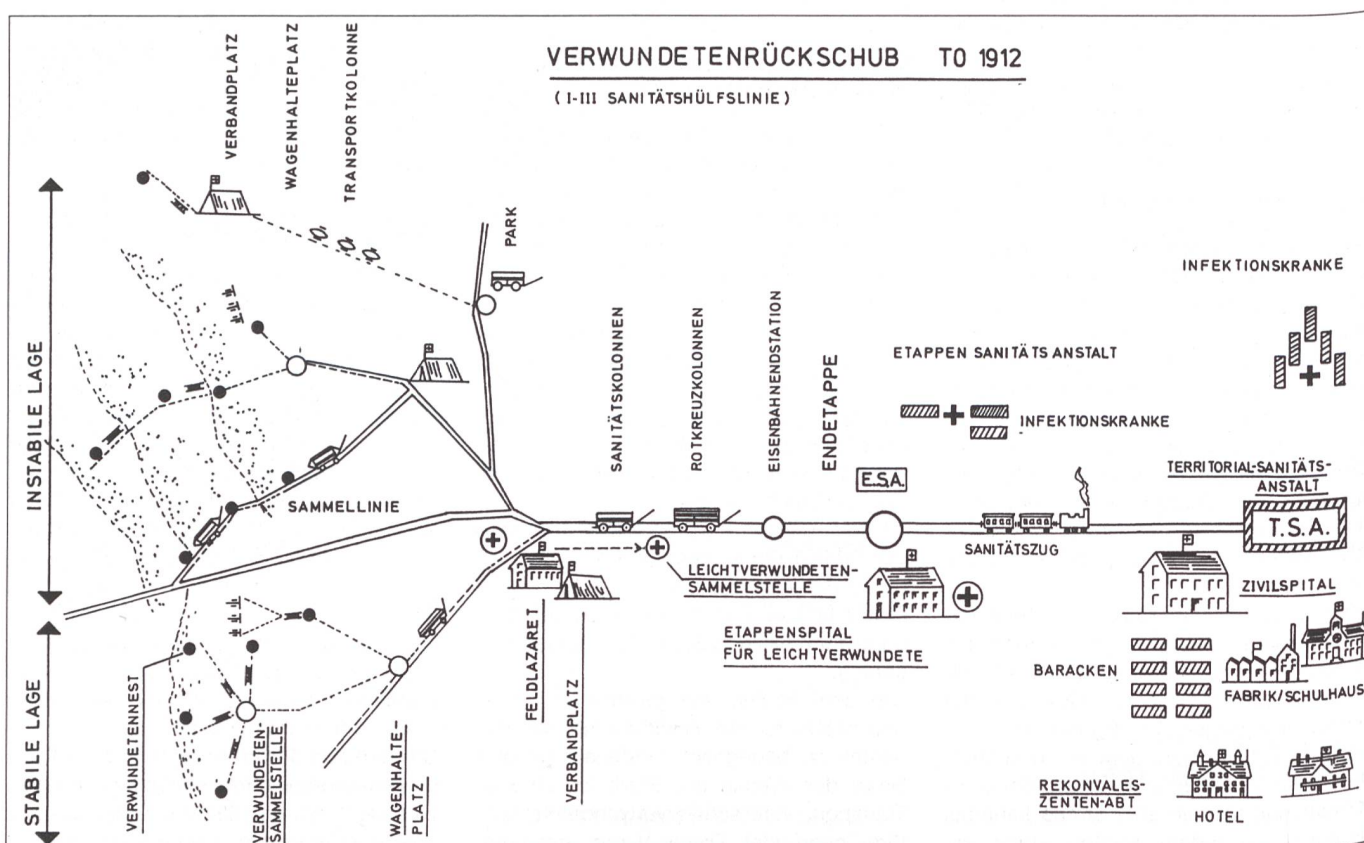 VERWUNDETENRÜCKSCHUB TO 1912
(I-III SANITÄTSHÜLFSLINIE)
VERBANDPLATZ
WAGENHALTEPLATZ
TRANSPORTKOLONNE
PARK
INSTABILE LAGE
STABILE LAGE
SAMMELLINIE
SANITÄTSKOLONNEN
ROTKREUZKOLONNEN
EISENBAHNENDSTATION
ENDETAPPE
E.S.A.
ETAPPEN SANITÄTS ANSTALT
INFEKTIONSKRANKE
INFEKTIONSKRANKE
TERRITORIAL-SANITÄTS-
ANSTALT
T.S.A.
SANITÄTSZUG
ZIVILSPITAL
LEICHTVERWUNDETEN-
SAMMELSTELLE
ETAPPENSPITAL
FÜR LEICHTVERWUNDETE
BARACKEN
FABRIK/SCHULHAUS
REKONVALES-
ZENTEN-ABT
HOTEL
VERWUNDETENNEST
VERWUNDETEN-
SAMMELSTELLE
WAGENHALTE-
PLATZ
FELDLAZARET
VERBANDPLATZ